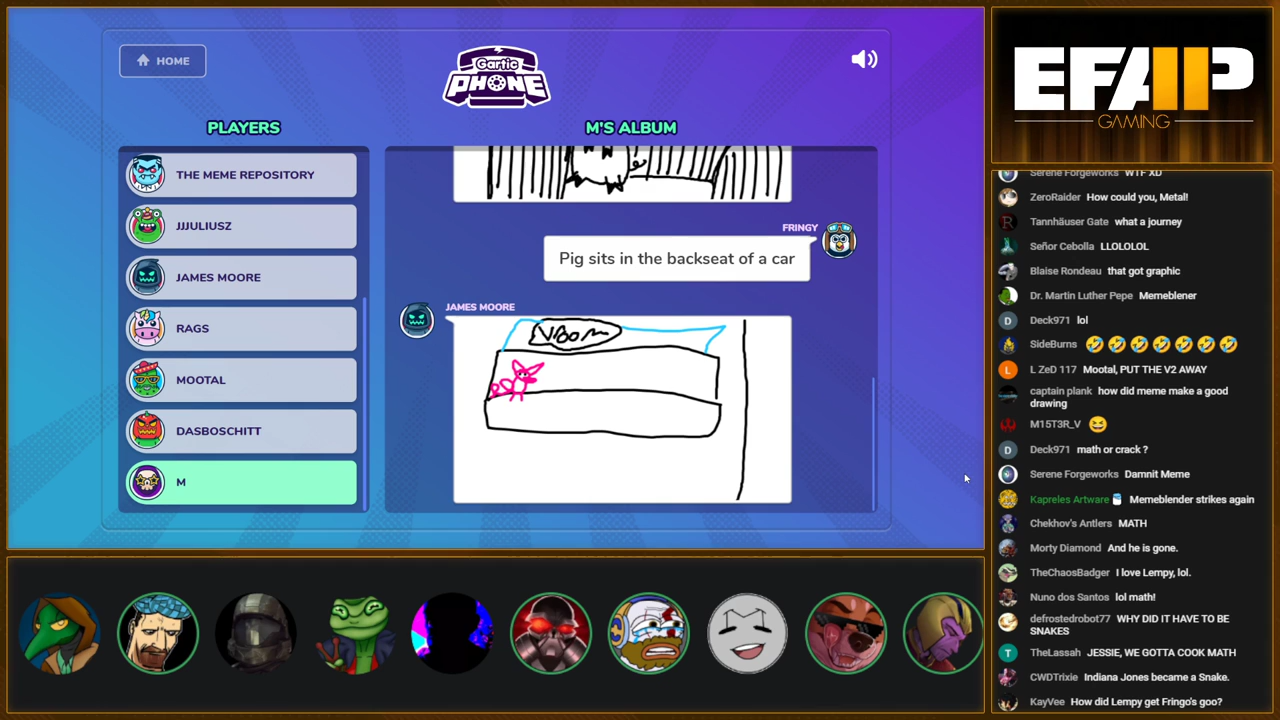 HOME
Gartic
PHONE
PLAYERS
M'S ALBUM
THE MEME REPOSITORY
JJJULIUSZ
JAMES MOORE
RAGS
MOOTAL
DASBOSCHITT
M
FRINGY
Pig sits in the backseat of a car
JAMES MOORE
VROOM
EFAP
GAMING
Serene Forgeworks WTF XD
ZeroRaider How could you, Metal!
Tannhäuser Gate what a journey
Señor Cebolla LLOLOLOL
Blaise Rondeau that got graphic
Dr. Martin Luther Pepe Memeblener
Deck971 lol
SideBurns 🤣🤣🤣🤣🤣🤣🤣
L ZeD 117 Mootal, PUT THE V2 AWAY
captain plank how did meme make a good
drawing
M15T3R_V 😆
Deck971 math or crack ?
Serene Forgeworks Damnit Meme
Kapreles Artware Memeblender strikes again
Chekhov's Antlers MATH
Morty Diamond And he is gone.
TheChaosBadger I love Lempy, lol.
Nuno dos Santos lol math!
defrostedrobot77 WHY DID IT HAVE TO BE
SNAKES
TheLassah JESSIE, WE GOTTA COOK MATH
CWDTrixie Indiana Jones became a Snake.
KayVee How did Lempy get Fringo's goo?